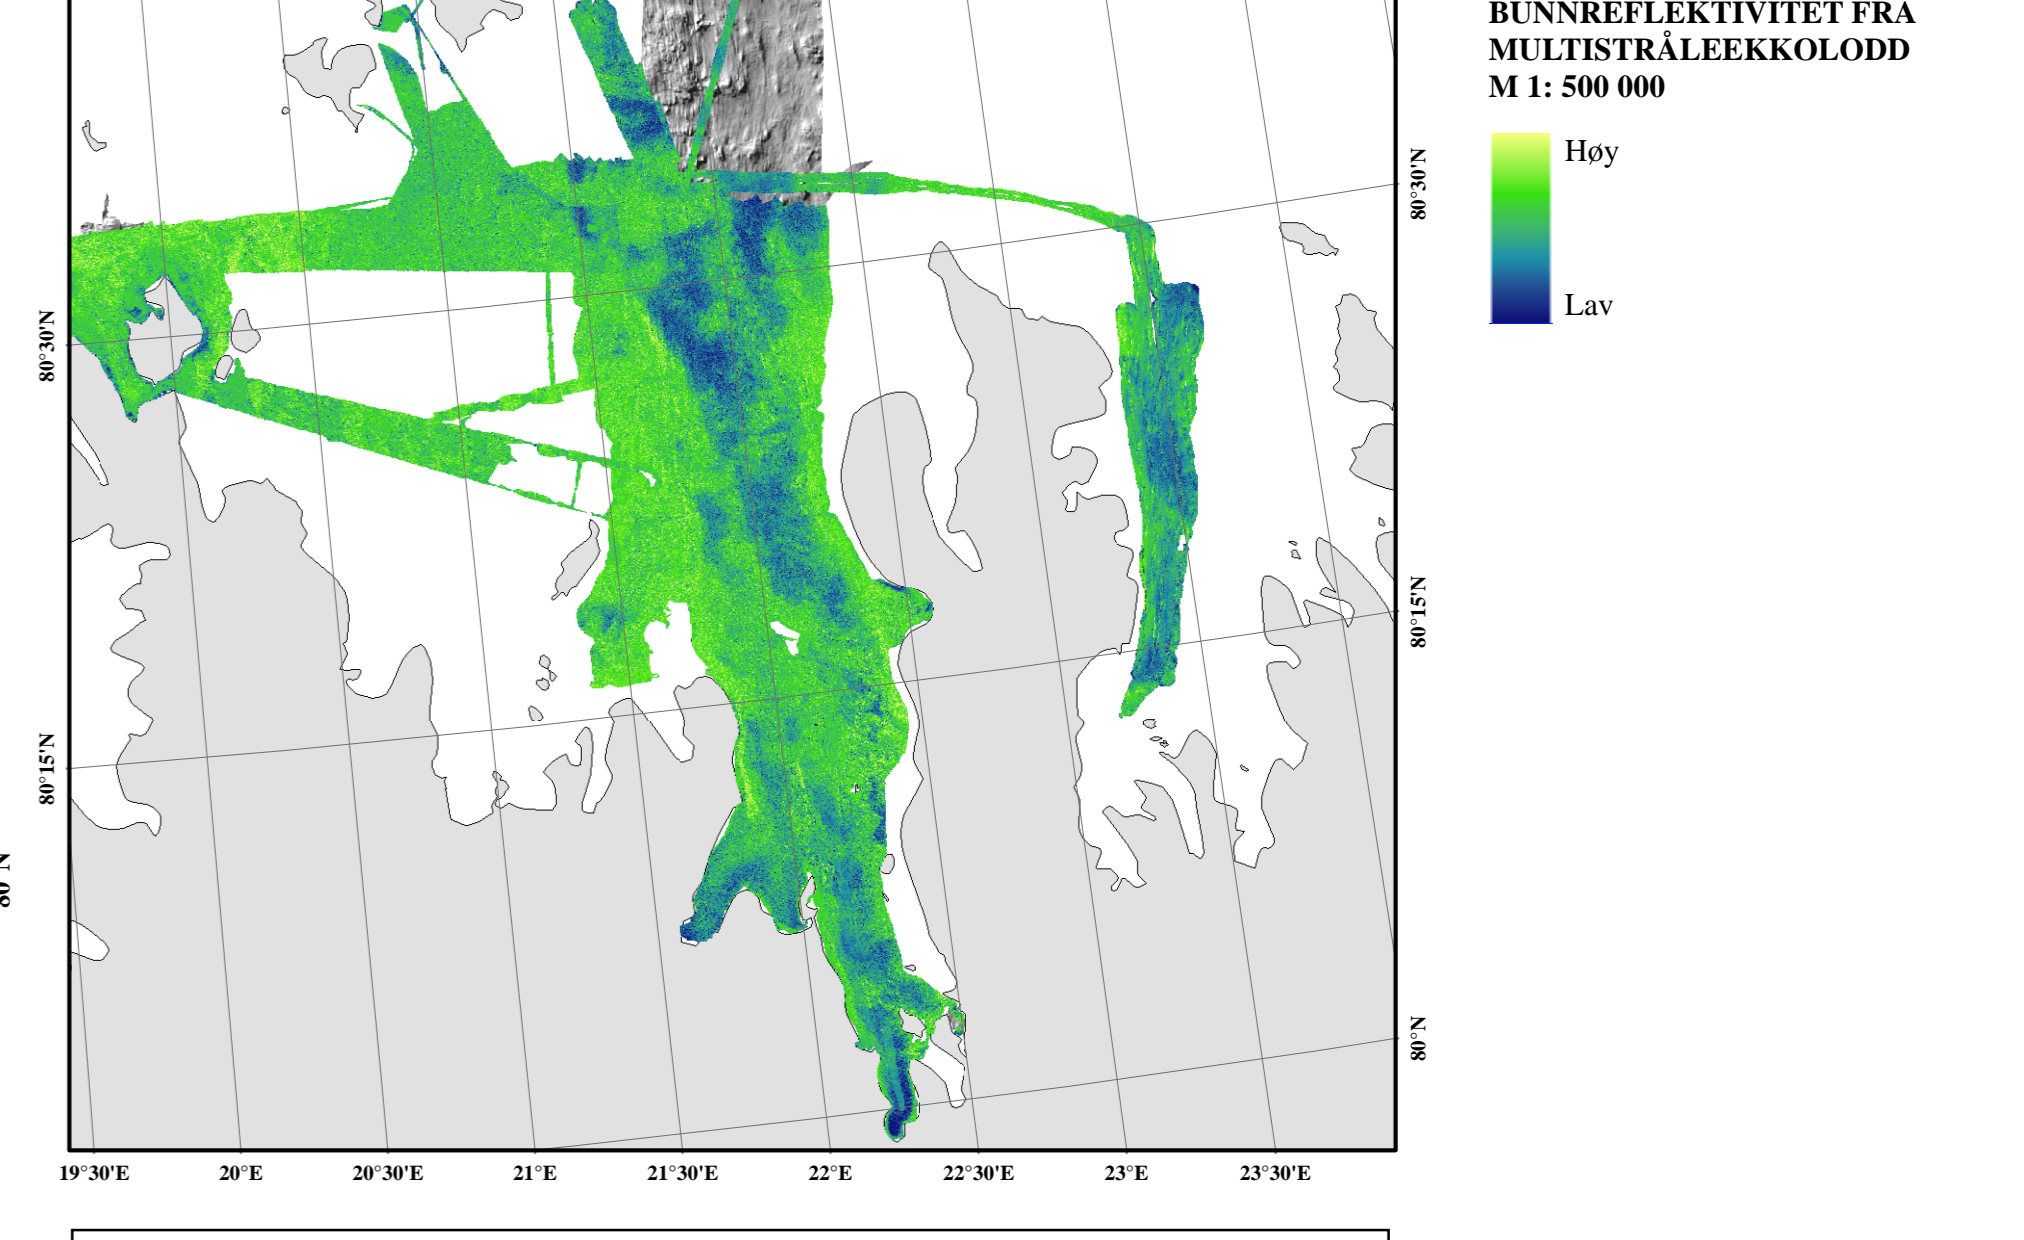 BUNNREFLEKTIVITET FRA
MULTISTRÅLEEKKOLODD
M 1: 500 000
Høy
Lav
80°30'N
80°30'N
80°15'N
80°15'N
80°N
80°N
19°30'E 20°E 20°30'E 21°E 21°30'E 22°E 22°30'E 23°E 23°30'E